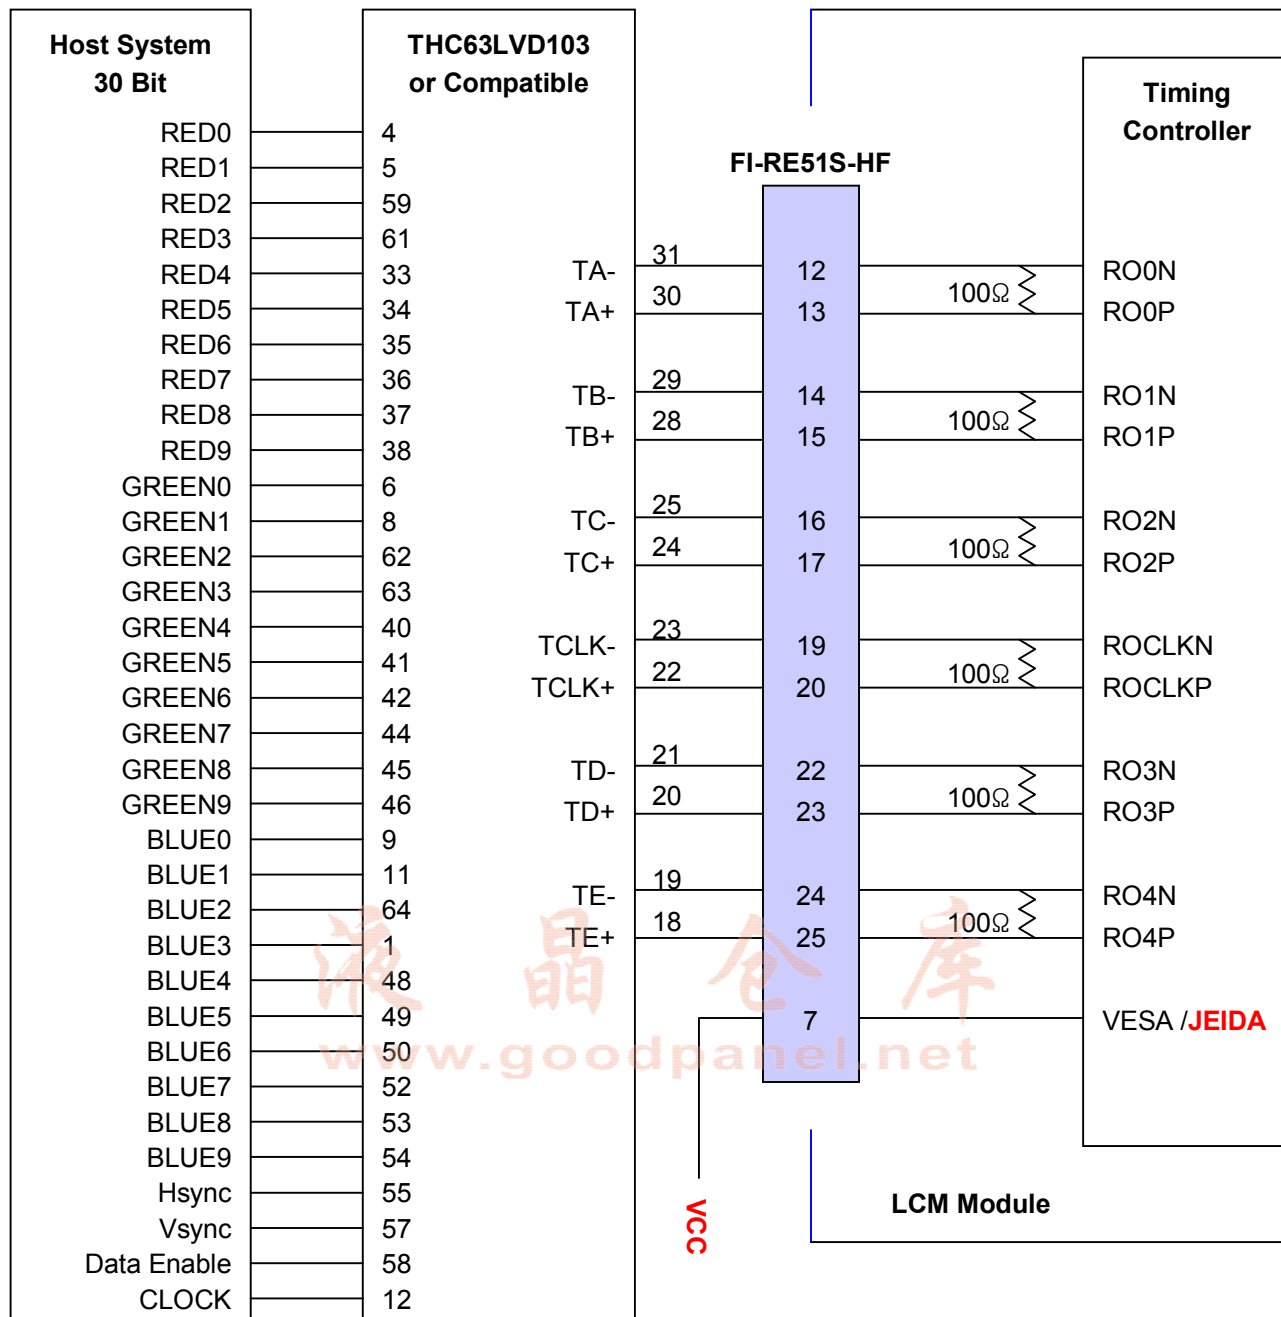 Host System
30 Bit
RED0
RED1
RED2
RED3
RED4
RED5
RED6
RED7
RED8
RED9
GREEN0
GREEN1
GREEN2
GREEN3
GREEN4
GREEN5
GREEN6
GREEN7
GREEN8
GREEN9
BLUE0
BLUE1
BLUE2
BLUE3
BLUE4
BLUE5
BLUE6
BLUE7
BLUE8
BLUE9
Hsync
Vsync
Data Enable
CLOCK
THC63LVD103
or Compatible
4
5
59
61
33
34
35
36
37
38
6
8
62
63
40
41
42
44
45
46
9
11
64
1
48
49
50
52
53
54
55
57
58
12
TA-
TA+
TB-
TB+
TC-
TC+
TCLK-
TCLK+
TD-
TD+
TE-
TE+
31
30
29
28
25
24
23
22
21
20
19
18
FI-RE51S-HF
12
13
14
15
16
17
19
20
22
23
24
25
7
VCC
100Ω
100Ω
100Ω
100Ω
100Ω
100Ω
Timing
Controller
RO0N
RO0P
RO1N
RO1P
RO2N
RO2P
ROCLKN
ROCLKP
RO3N
RO3P
RO4N
RO4P
VESA /JEIDA
LCM Module
液晶仓库
www.goodpanel.net